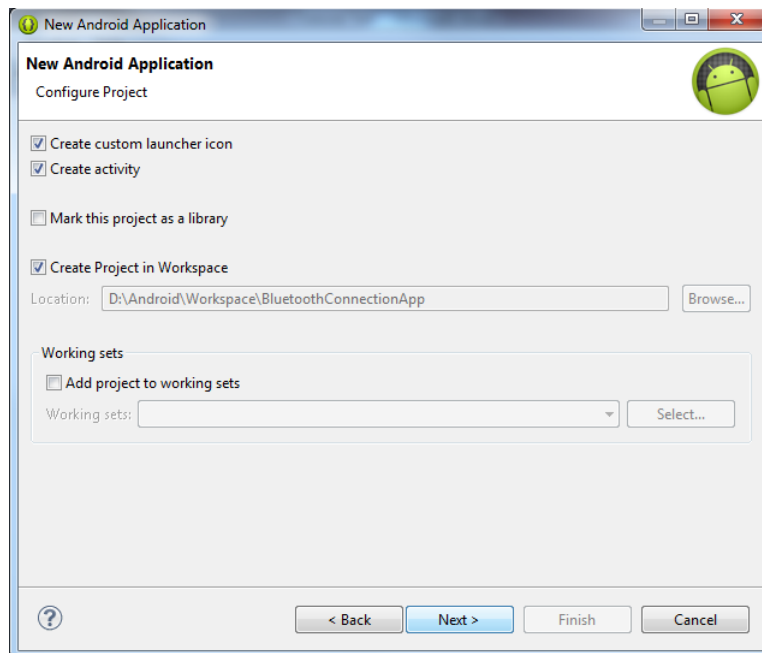 New Android Application
New Android Application
Configure Project
Create custom launcher icon
Create activity
Mark this project as a library
Create Project in Workspace
Location: D:\Android\Workspace\BluetoothConnectionApp Browse...
Working sets
Add project to working sets
Working sets: Select...
? < Back Next > Finish Cancel